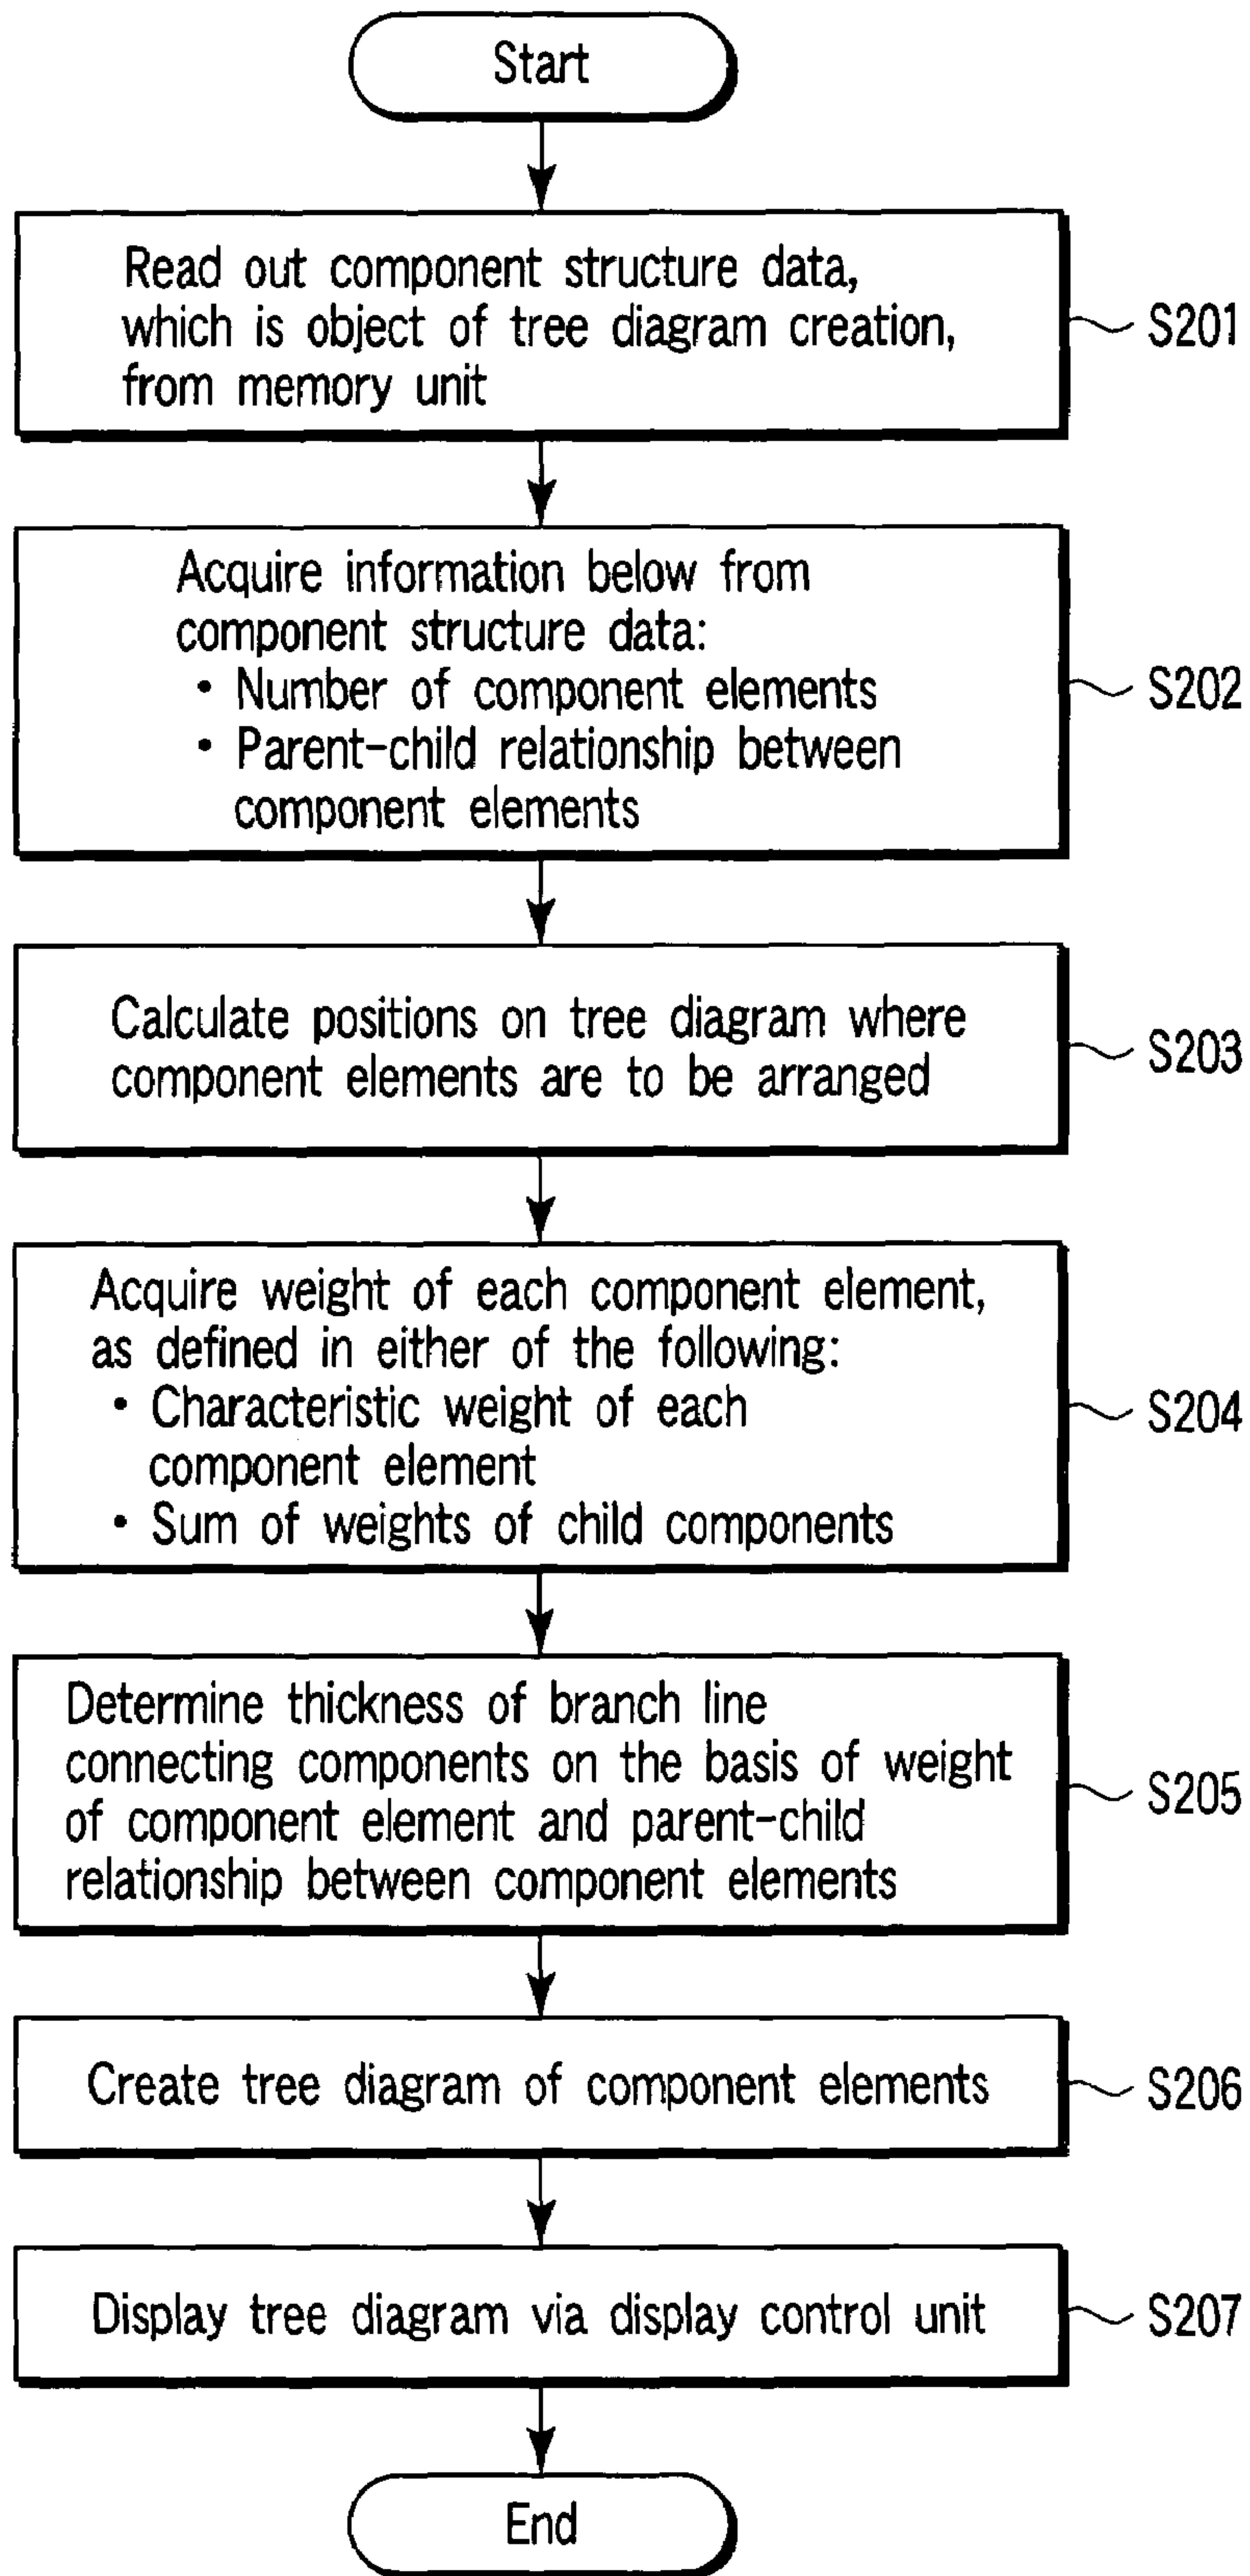 Start
Read out component structure data,
which is object of tree diagram creation,
from memory unit
S201
Acquire information below from
component structure data:
• Number of component elements
• Parent-child relationship between
component elements
S202
Calculate positions on tree diagram where
component elements are to be arranged
S203
Acquire weight of each component element,
as defined in either of the following:
• Characteristic weight of each
component element
• Sum of weights of child components
S204
Determine thickness of branch line
connecting components on the basis of weight
of component element and parent-child
relationship between component elements
S205
Create tree diagram of component elements
S206
Display tree diagram via display control unit
S207
End